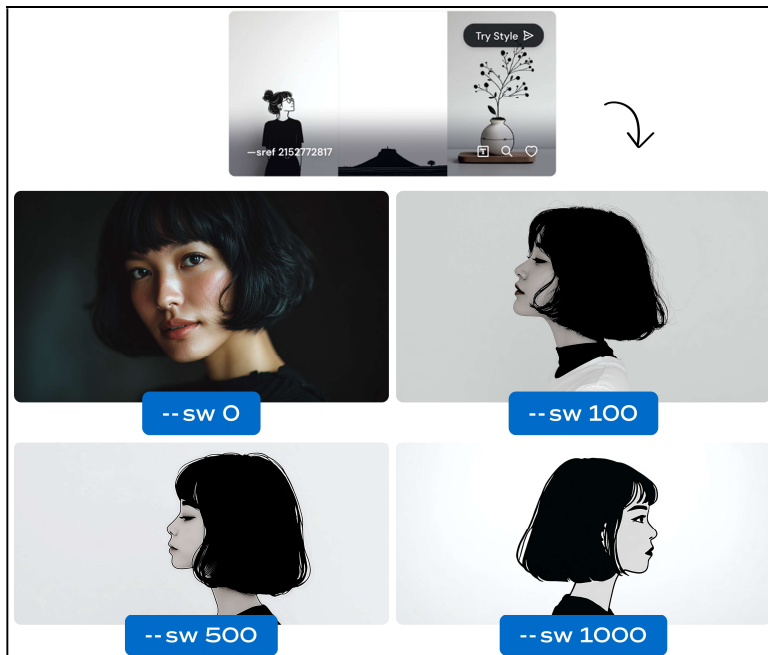 Try Style
—sref 2152772817
--sw 0
--sw 100
--sw 500
--sw 1000